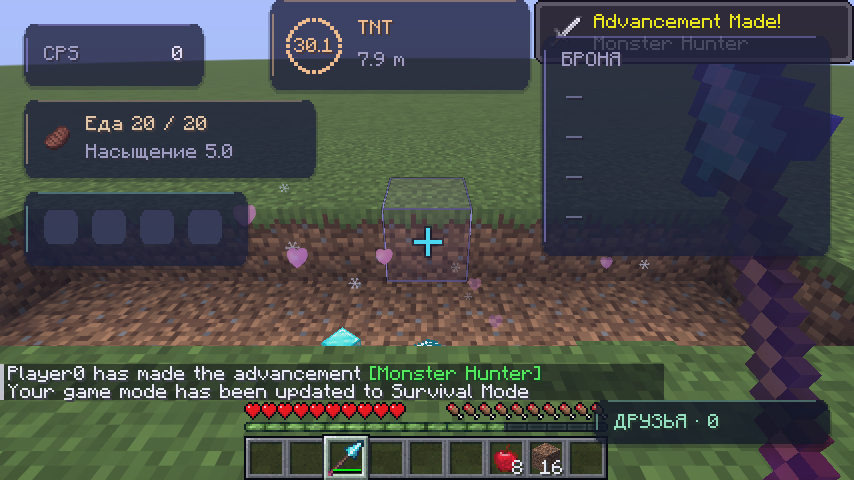 CPS 0
30.1
TNT
7.9 m
Advancement Made!
Monster Hunter
БРОНЯ
Еда 20 / 20
Насыщение 5.0
Player0 has made the advancement [Monster Hunter]
Your game mode has been updated to Survival Mode
ДРУЗЬЯ · 0
8
16